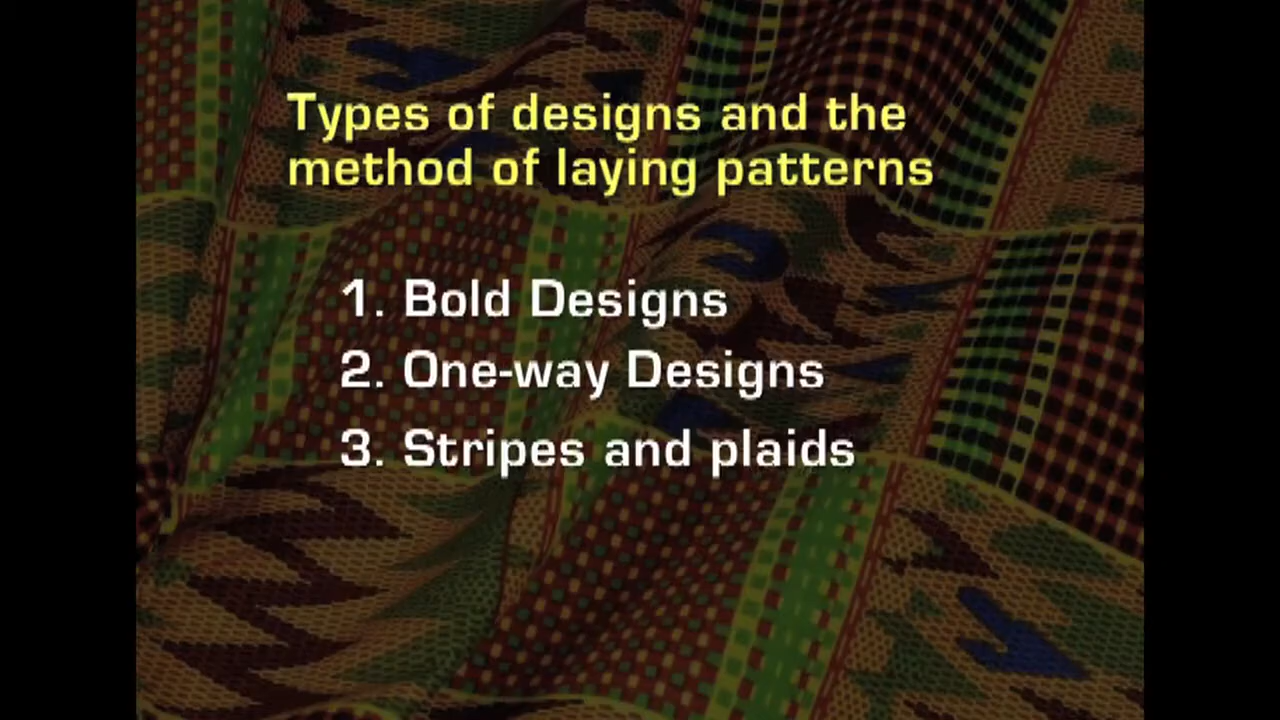 Types of designs and the
method of laying patterns
1. Bold Designs
2. One-way Designs
3. Stripes and plaids